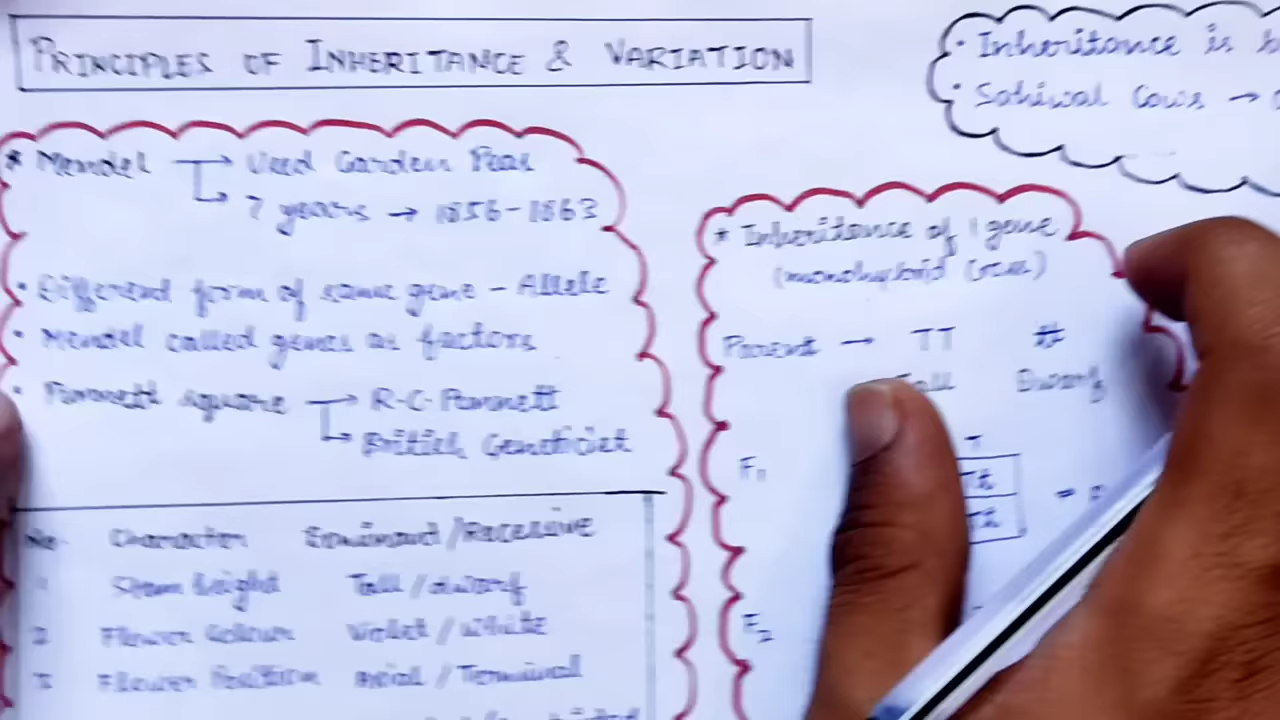 PRINCIPLES OF INHERITANCE & VARIATION
• Inheritance is
• Sahiwal Cows →
* Mendel → Used Garden Peas
→ 7 years → 1856-1863
• Different form of same gene - Allele
• Mendel called genes as factors
• Punnett square → R.C. Punnett
→ British Geneticist
No. Character Dominant/Recessive
1 Stem height Tall/dwarf
2 Flower Colour Violet/white
3 Flower Position Axial/Terminal
* Inheritance of 1 gene
(monohybrid Cross)
Parent → TT tt
Tall Dwarf
T
F1 Tt =
Tt
F2